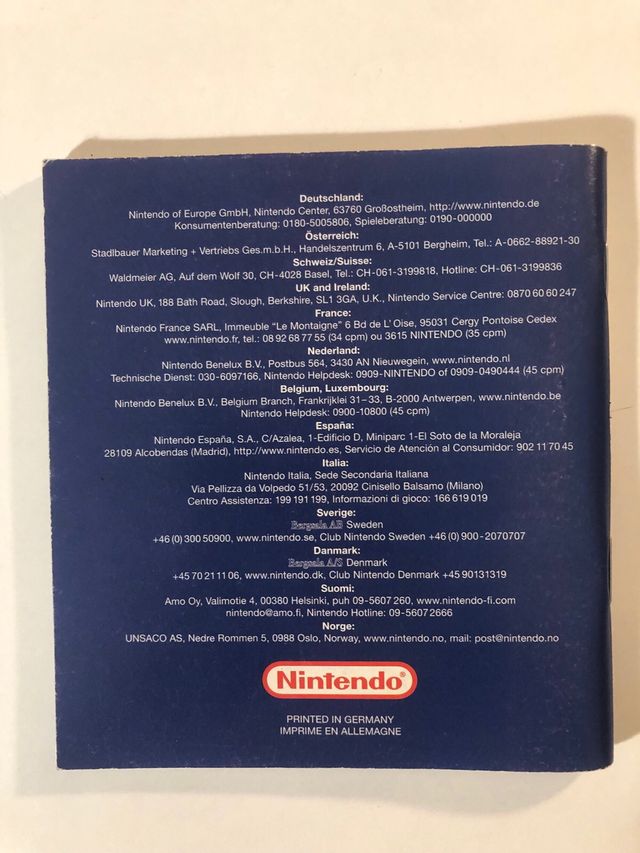 Deutschland:
Nintendo of Europe GmbH, Nintendo Center, 63760 Großostheim, http://www.nintendo.de
Konsumentenberatung: 0180-5005806, Spieleberatung: 0190-000000
Österreich:
Stadlbauer Marketing + Vertriebs Ges.m.b.H., Handelszentrum 6, A-5101 Bergheim, Tel.: A-0662-88921-30
Schweiz/Suisse:
Waldmeier AG, Auf dem Wolf 30, CH-4028 Basel, Tel.: CH-061-3199818, Hotline: CH-061-3199836
UK and Ireland:
Nintendo UK, 188 Bath Road, Slough, Berkshire, SL1 3GA, U.K., Nintendo Service Centre: 0870 60 60 247
France:
Nintendo France SARL, Immeuble "Le Montaigne" 6 Bd de L' Oise, 95031 Cergy Pontoise Cedex
www.nintendo.fr, tel.: 08 92 68 77 55 (34 cpm) ou 3615 NINTENDO (35 cpm)
Nederland:
Nintendo Benelux B.V., Postbus 564, 3430 AN Nieuwegein, www.nintendo.nl
Technische Dienst: 030-6097166, Nintendo Helpdesk: 0909-NINTENDO of 0909-0490444 (45 cpm)
Belgium, Luxembourg:
Nintendo Benelux B.V., Belgium Branch, Frankrijklei 31–33, B-2000 Antwerpen, www.nintendo.be
Nintendo Helpdesk: 0900-10800 (45 cpm)
España:
Nintendo España, S.A., C/Azalea, 1-Edificio D, Miniparc 1-El Soto de la Moraleja
28109 Alcobendas (Madrid), http://www.nintendo.es, Servicio de Atención al Consumidor: 902 11 70 45
Italia:
Nintendo Italia, Sede Secondaria Italiana
Via Pellizza da Volpedo 51/53, 20092 Cinisello Balsamo (Milano)
Centro Assistenza: 199 191 199, Informazioni di gioco: 166 619 019
Sverige:
Bergsala AB Sweden
+46 (0) 300 50900, www.nintendo.se, Club Nintendo Sweden +46 (0) 900-2070707
Danmark:
Bergsala A/S Denmark
+45 70 21 11 06, www.nintendo.dk, Club Nintendo Denmark +45 90131319
Suomi:
Amo Oy, Valimotie 4, 00380 Helsinki, puh 09-5607 260, www.nintendo-fi.com
nintendo@amo.fi, Nintendo Hotline: 09-5607 2666
Norge:
UNSACO AS, Nedre Rommen 5, 0988 Oslo, Norway, www.nintendo.no, mail: post@nintendo.no
Nintendo®
PRINTED IN GERMANY
IMPRIME EN ALLEMAGNE